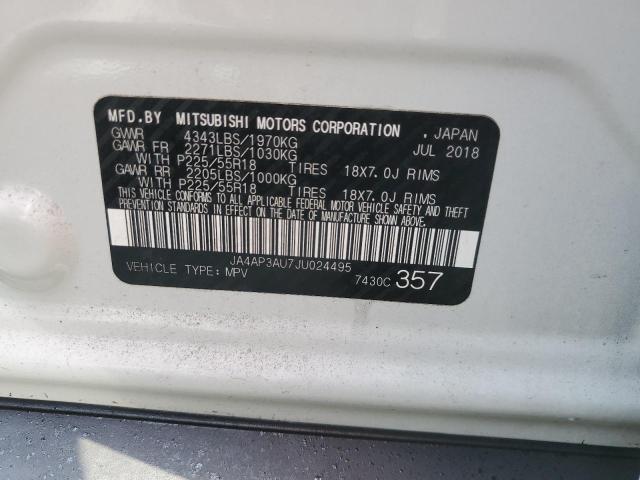 MFD.BY MITSUBISHI MOTORS CORPORATION . JAPAN
GVWR 4343LBS/1970KG JUL 2018
GAWR FR 2271LBS/1030KG
WITH P225/55R18 TIRES 18X7.0J RIMS
GAWR RR 2205LBS/1000KG
WITH P225/55R18 TIRES 18X7.0J RIMS
THIS VEHICLE CONFORMS TO ALL APPLICABLE FEDERAL MOTOR VEHICLE SAFETY AND THEFT
PREVENTION STANDARDS IN EFFECT ON THE DATE OF MANUFACTURE SHOWN ABOVE.
JA4AP3AU7JU024495
VEHICLE TYPE: MPV 7430C 357